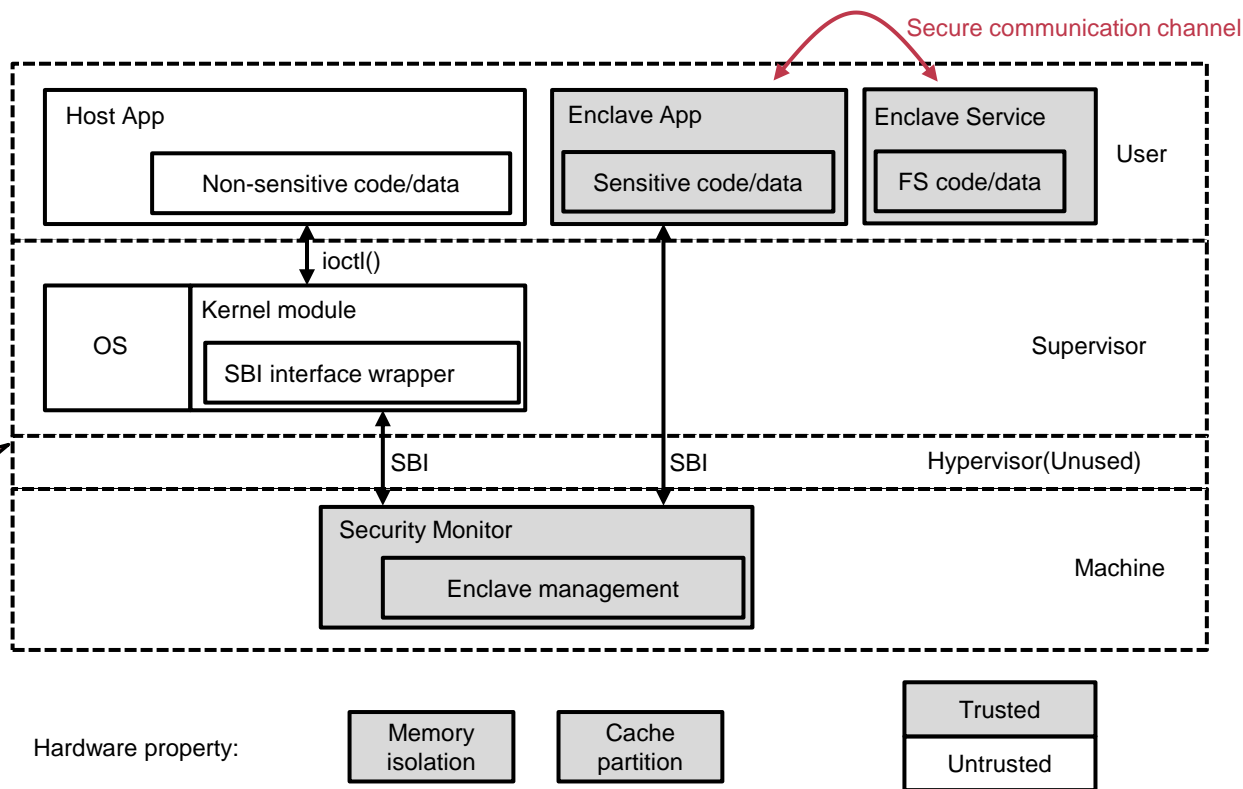 Secure communication channel
Host App
Non-sensitive code/data
Enclave App
Sensitive code/data
Enclave Service
FS code/data
User
ioctl()
OS
Kernel module
SBI interface wrapper
Supervisor
SBI
SBI
Hypervisor(Unused)
Security Monitor
Enclave management
Machine
Hardware property:
Memory
isolation
Cache
partition
Trusted
Untrusted